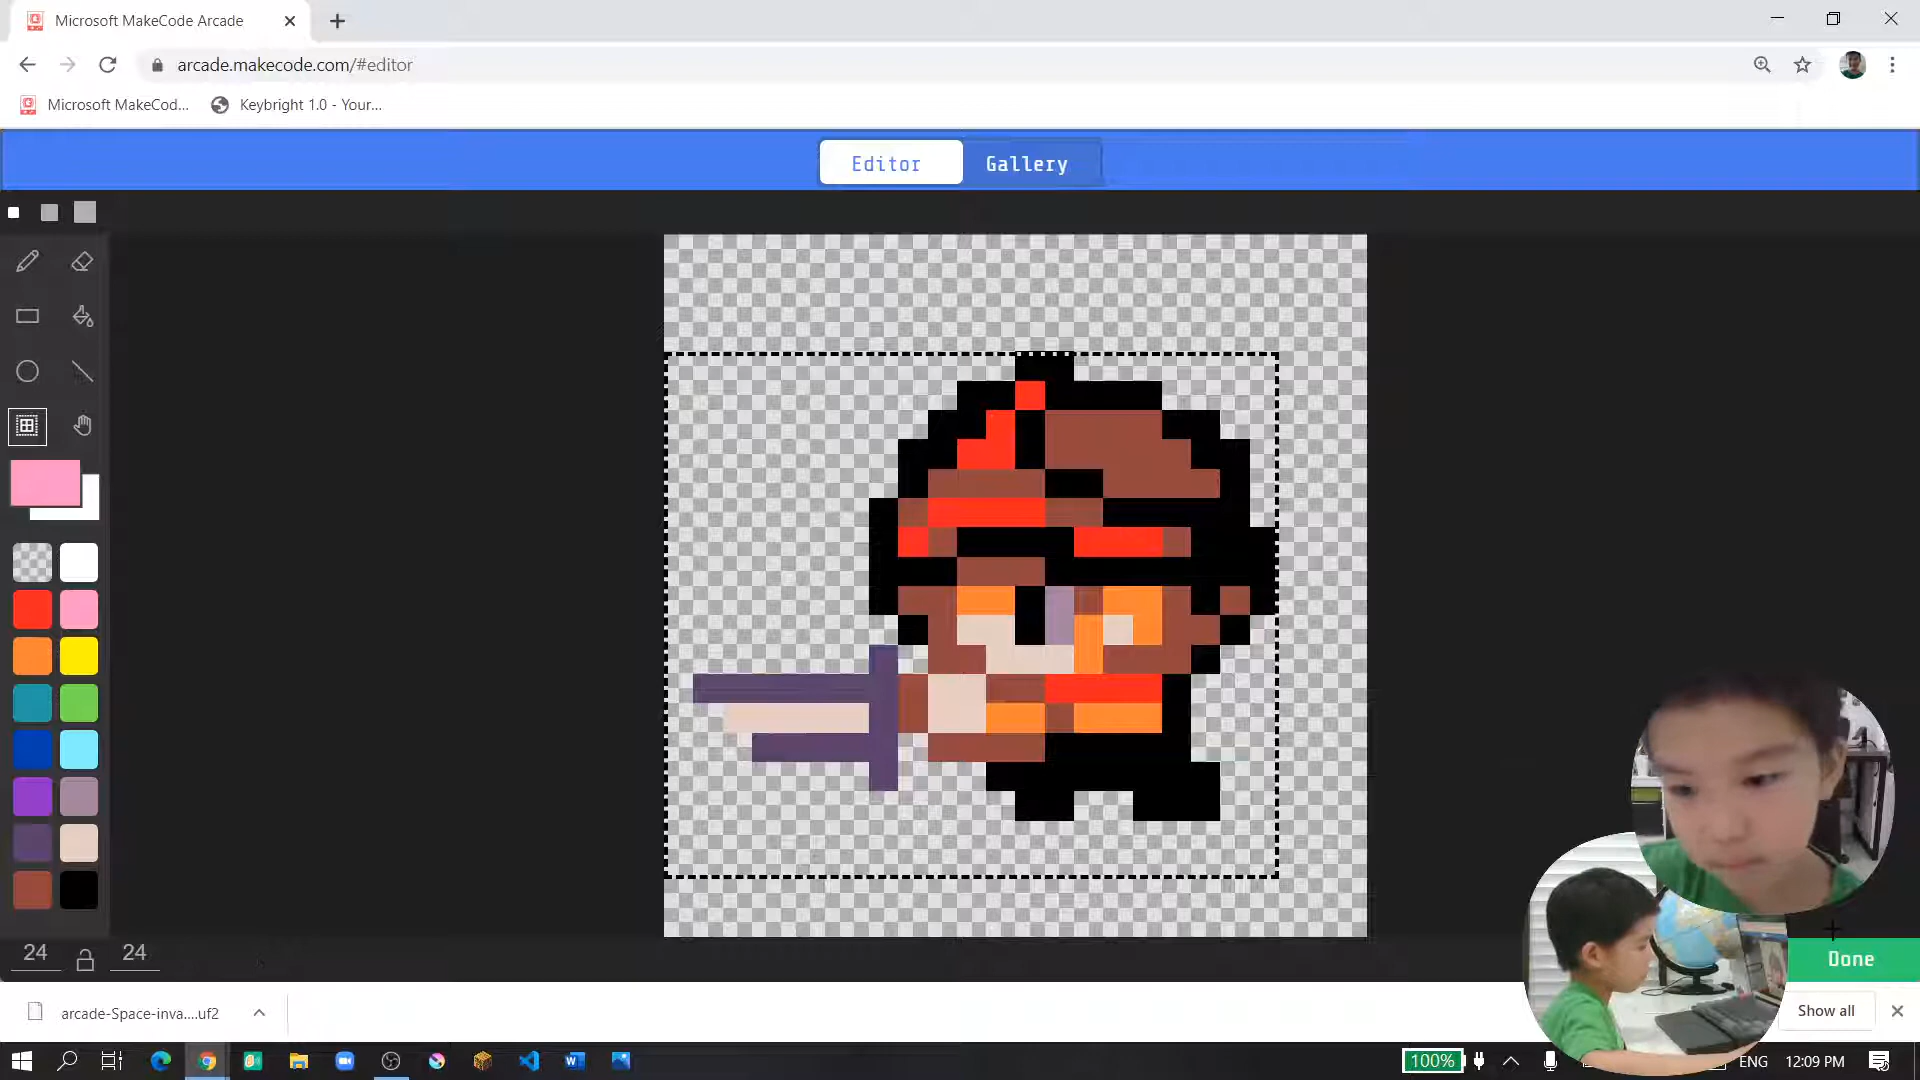 Microsoft MakeCode Arcade
arcade.makecode.com/#editor
Microsoft MakeCod...
Keybright 1.0 - Your...
Editor
Gallery
24
24
Done
arcade-Space-inva....uf2
Show all
100%
ENG
12:09 PM